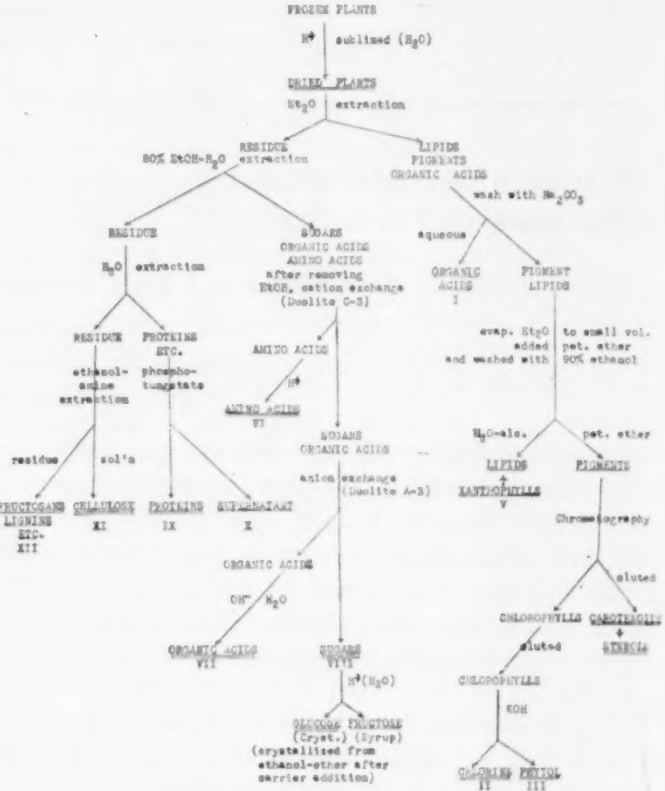 FROZEN PLANTS
H+ sublimed (H2O)
DRIED PLANTS
Et2O extraction
RESIDUE
80% EtOH-H2O extraction
LIPIDS
PIGMENTS
ORGANIC ACIDS
wash with Na2CO3
RESIDUE
H2O extraction
SUGARS
ORGANIC ACIDS
AMINO ACIDS
after removing
EtOH, cation exchange
(Duolite C-3)
aqueous
ORGANIC
ACIDS
I
PIGMENT
LIPIDS
RESIDUE
ethanol-
amine
extraction
PROTEINS
ETC.
phospho-
tungstats
AMINO ACIDS
H+
AMINO ACIDS
VI
evap. Et2O to small vol.
added pet. ether
and washed with 90% ethanol
SUGARS
ORGANIC ACIDS
anion exchange
(Duolite A-3)
H2O-alc.
pet. ether
LIPIDS
+
XANTHOPHYLLS
V
PIGMENTS
residue
sol'n
FRUCTOSANS
LIGNINS
ETC.
XII
CELLULOSE
XI
PROTEINS
IX
SUPERNATANT
X
Chromatography
ORGANIC ACIDS
OH- H2O
eluted
CHLOROPHYLLS
CAROTENOIDS
+
STEROLS
eluted
ORGANIC ACIDS
VII
SUGARS
VIII
H+(H2O)
CHLOROPHYLLS
KOH
GLUCOSE FRUCTOSE
(Cryst.) (Syrup)
(crystallized from
ethanol-ether after
carrier addition)
CHLORINS
II
PHYTOL
III